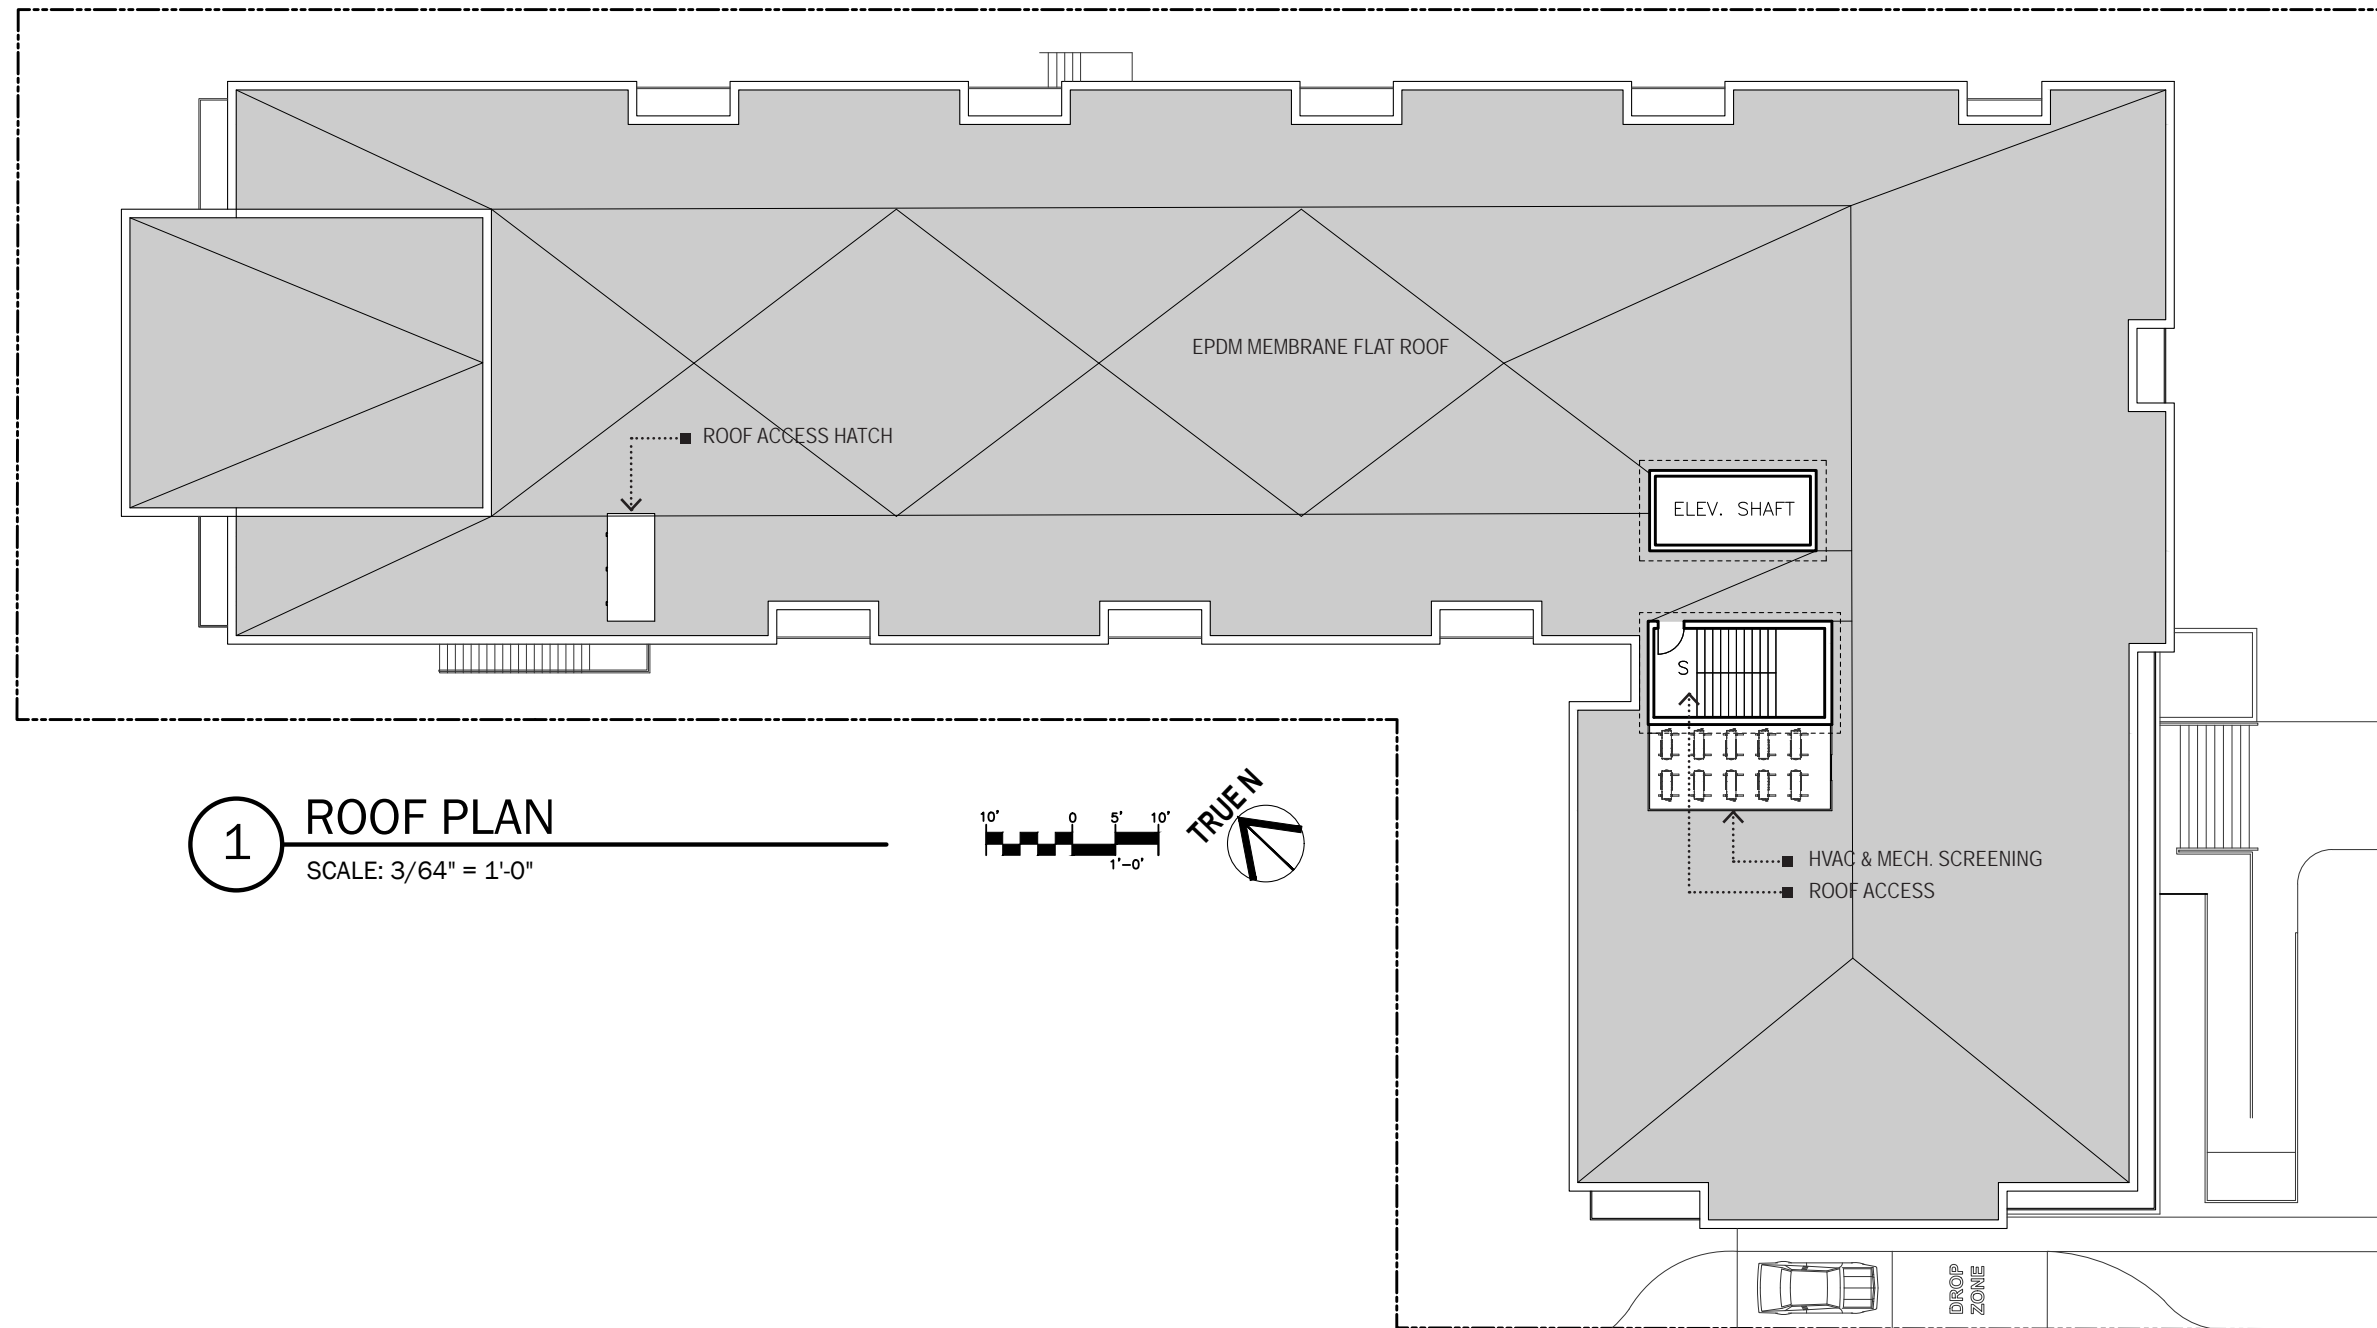 EPDM MEMBRANE FLAT ROOF
ROOF ACCESS HATCH
ELEV. SHAFT
S
1
ROOF PLAN
SCALE: 3/64" = 1'-0"
10' 0 5' 10'
1'-0'
TRUE N
HVAC & MECH. SCREENING
ROOF ACCESS
DROP
ZONE